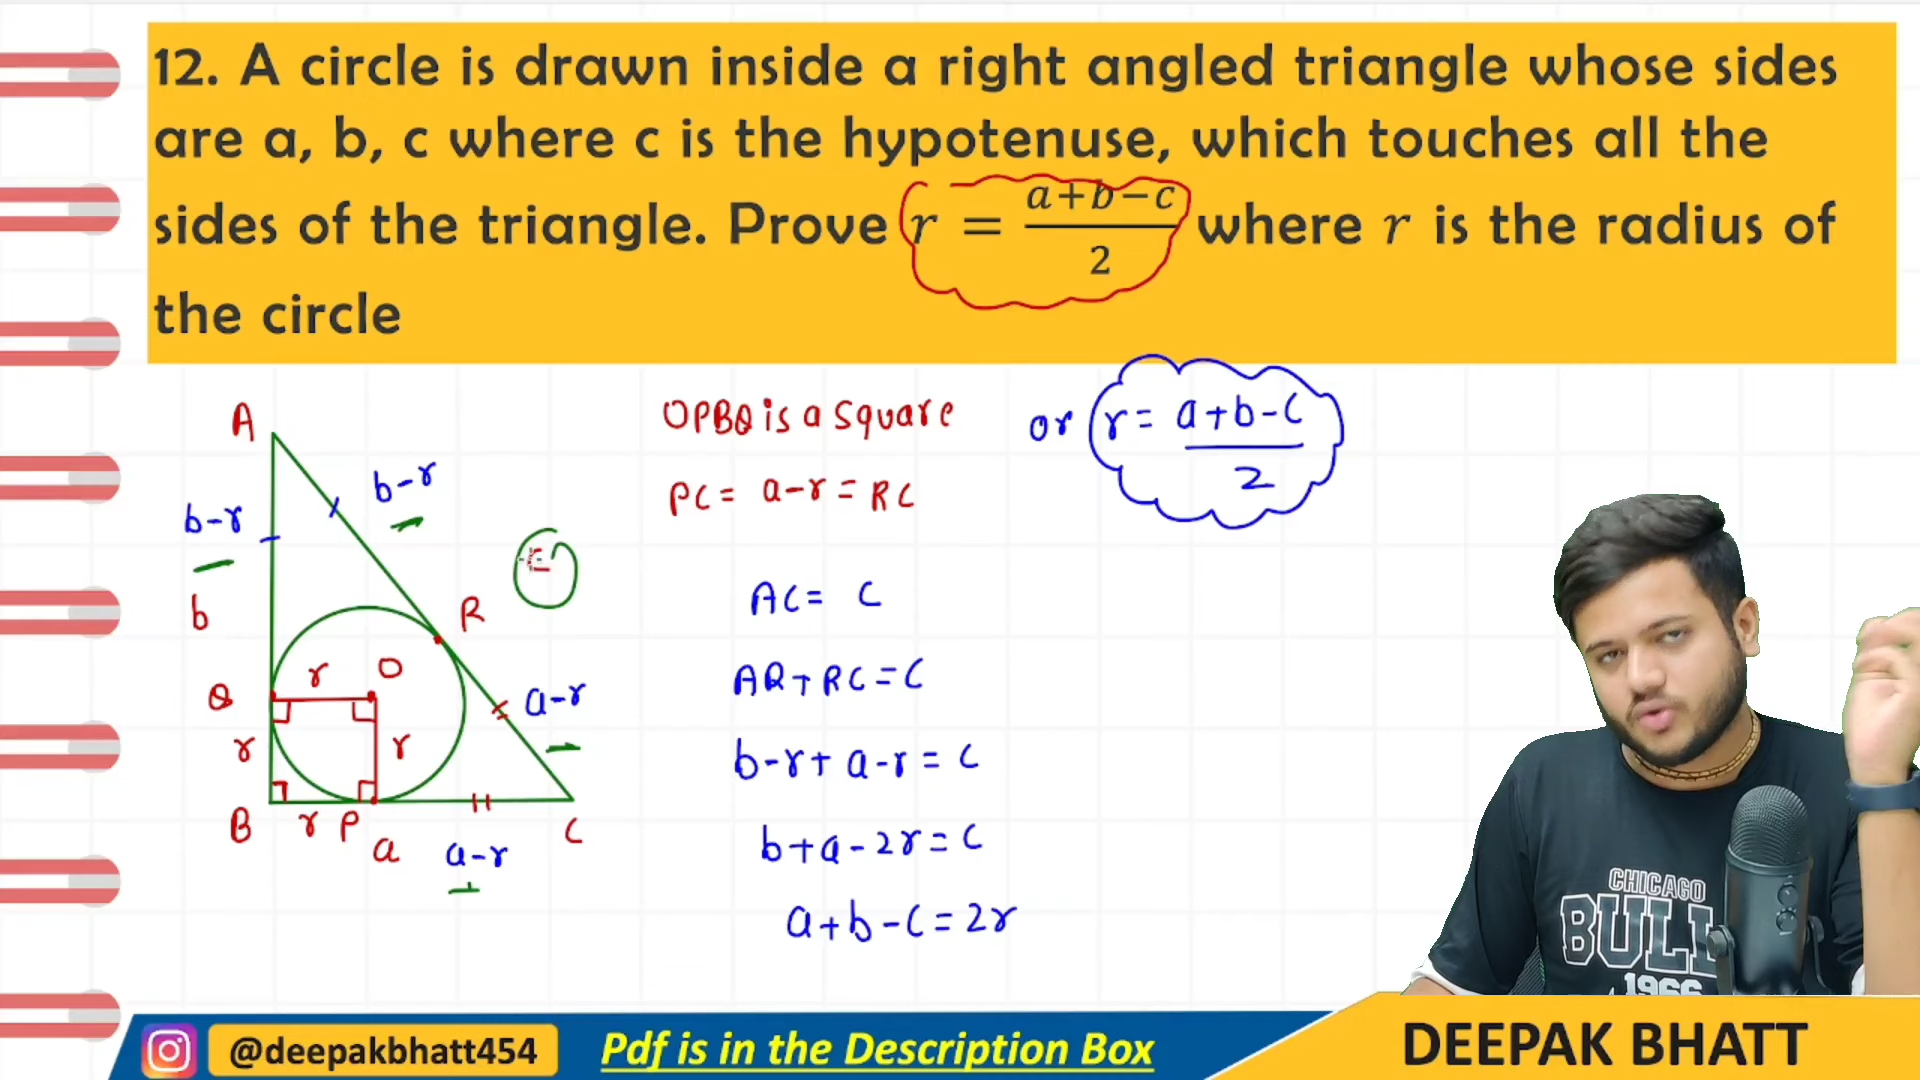 12. A circle is drawn inside a right angled triangle whose sides
are a, b, c where c is the hypotenuse, which touches all the
sides of the triangle. Prove r = a+b−c / 2 where r is the radius of
the circle
A
b-r
b-r
b
R
r
O
Q
r
r
a-r
B
r
P
a
a-r
C
OPBQ is a square
PC = a-r = RC
AC = C
AR+RC=C
b-r+a-r=C
b+a-2r=C
a+b-C=2r
or r = a+b-C / 2
CHICAGO
BULL
1966
@deepakbhatt454
Pdf is in the Description Box
DEEPAK BHATT